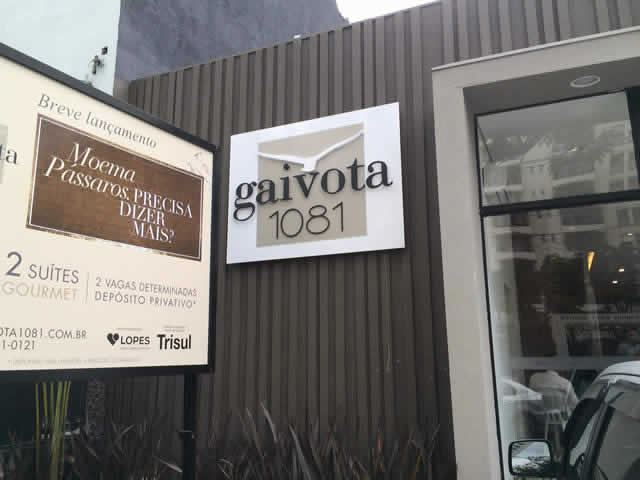 Breve lançamento
Moema
Pássaros, PRECISA
DIZER
MAIS?
2 SUÍTES
GOURMET
2 VAGAS DETERMINADAS
DEPÓSITO PRIVATIVO*
OTA1081.COM.BR
1-0121
LOPES
Trisul
ta
gaivota
1081